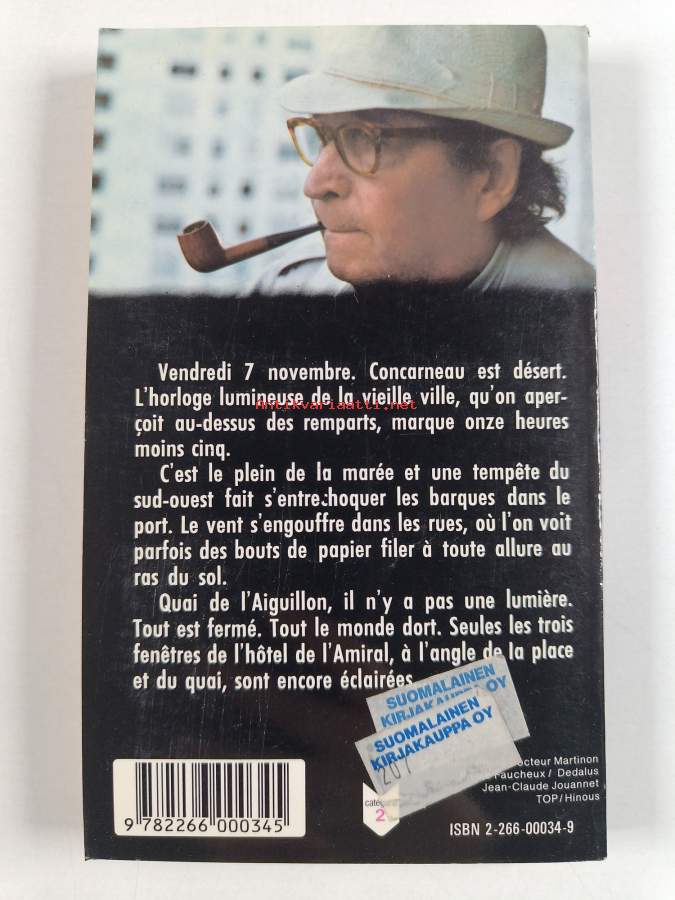 Vendredi 7 novembre. Concarneau est désert.
L'horloge lumineuse de la vieille ville, qu'on aper-
Antikvariaatti.net
çoit au-dessus des remparts, marque onze heures
moins cinq.
C'est le plein de la marée et une tempête du
sud-ouest fait s'entrechoquer les barques dans le
port. Le vent s'engouffre dans les rues, où l'on voit
parfois des bouts de papier filer à toute allure au
ras du sol.
Quai de l'Aiguillon, il n'y a pas une lumière.
Tout est fermé. Tout le monde dort. Seules les trois
fenêtres de l'hôtel de l'Amiral, à l'angle de la place
et du quai, sont encore éclairées
SUOMALAINEN
KIRJAKAUPPA OY
SUOMALAINEN
KIRJAKAUPPA OY
Martinon
Faucheux / Dedalus
Jean-Claude Jouannet
TOP/Hinous
2
9 782266 000345
ISBN 2-266-00034-9